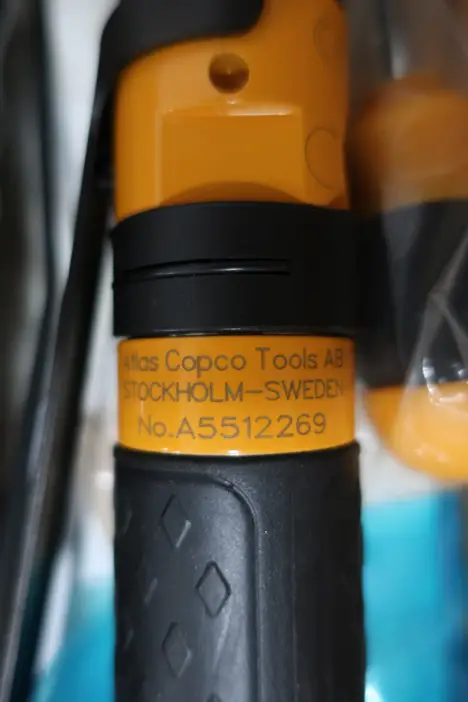 Atlas Copco Tools AB
STOCKHOLM–SWEDEN
No.A5512269